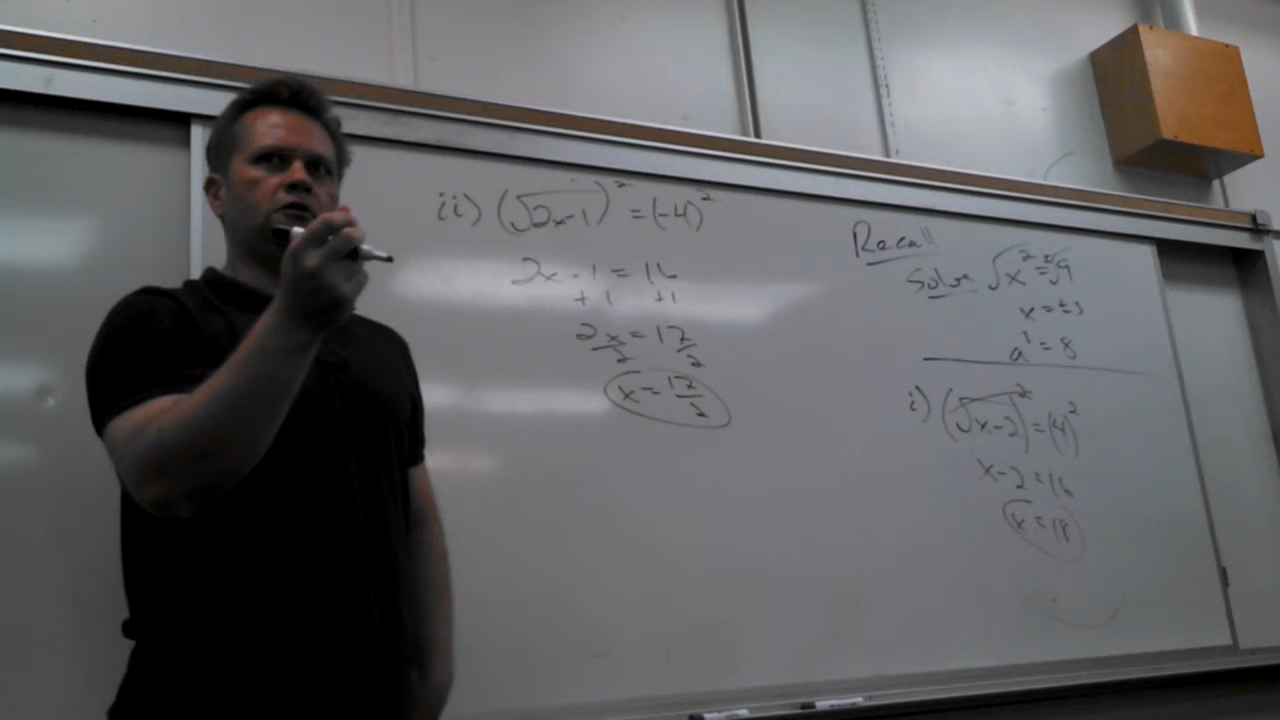 ii) (√2x-1)² = (-4)²
2x - 1 = 16
+1 +1
2x/2 = 17/2
x = 17/2
Recall
Solve √x² = ±√9
x = ±3
a³ = 8
i) (√x-2)² = (4)²
x-2 = 16
x = 18